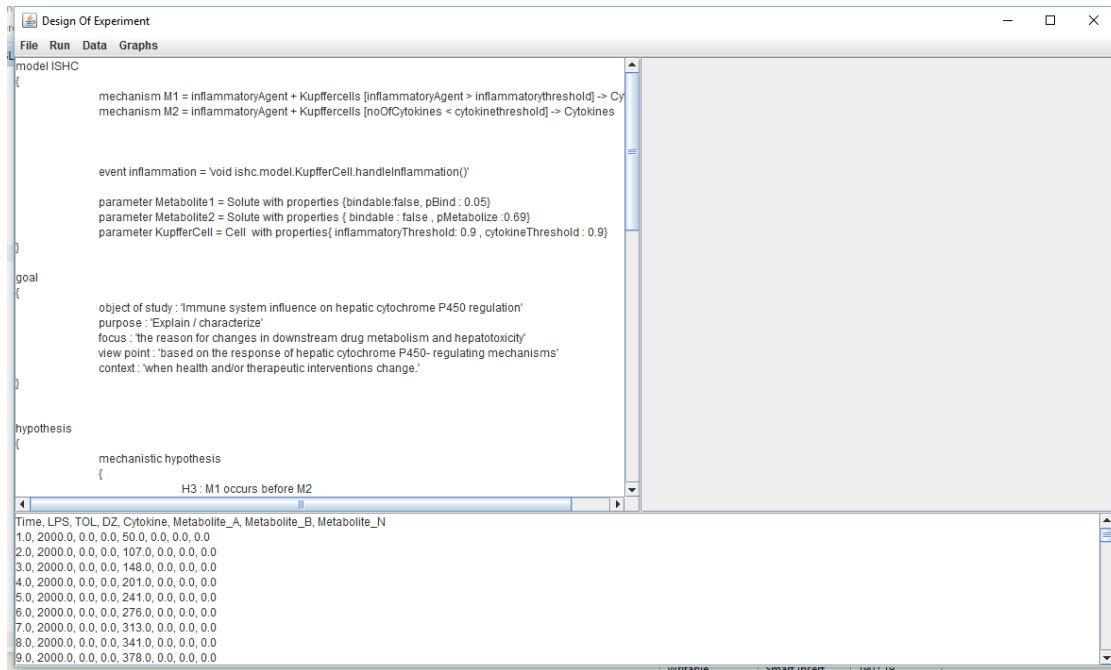 Design Of Experiment
File Run Data Graphs
model ISHC
{
mechanism M1 = inflammatoryAgent + Kupffercells [inflammatoryAgent > inflammatorythreshold] -> Cy
mechanism M2 = inflammatoryAgent + Kupffercells [noOfCytokines < cytokinethreshold] -> Cytokines
event inflammation = 'void ishc.model.KupfferCell.handleInflammation()'
parameter Metabolite1 = Solute with properties {bindable:false, pBind : 0.05}
parameter Metabolite2 = Solute with properties { bindable : false , pMetabolize :0.69}
parameter KupfferCell = Cell with properties{ inflammatoryThreshold: 0.9 , cytokineThreshold : 0.9}
}
goal
{
object of study : 'Immune system influence on hepatic cytochrome P450 regulation'
purpose : 'Explain / characterize'
focus : 'the reason for changes in downstream drug metabolism and hepatotoxicity'
view point : 'based on the response of hepatic cytochrome P450- regulating mechanisms'
context : 'when health and/or therapeutic interventions change.'
}
hypothesis
{
mechanistic hypothesis
{
H3 : M1 occurs before M2
Time, LPS, TOL, DZ, Cytokine, Metabolite_A, Metabolite_B, Metabolite_N
1.0, 2000.0, 0.0, 0.0, 50.0, 0.0, 0.0, 0.0
2.0, 2000.0, 0.0, 0.0, 107.0, 0.0, 0.0, 0.0
3.0, 2000.0, 0.0, 0.0, 148.0, 0.0, 0.0, 0.0
4.0, 2000.0, 0.0, 0.0, 201.0, 0.0, 0.0, 0.0
5.0, 2000.0, 0.0, 0.0, 241.0, 0.0, 0.0, 0.0
6.0, 2000.0, 0.0, 0.0, 276.0, 0.0, 0.0, 0.0
7.0, 2000.0, 0.0, 0.0, 313.0, 0.0, 0.0, 0.0
8.0, 2000.0, 0.0, 0.0, 341.0, 0.0, 0.0, 0.0
9.0, 2000.0, 0.0, 0.0, 378.0, 0.0, 0.0, 0.0